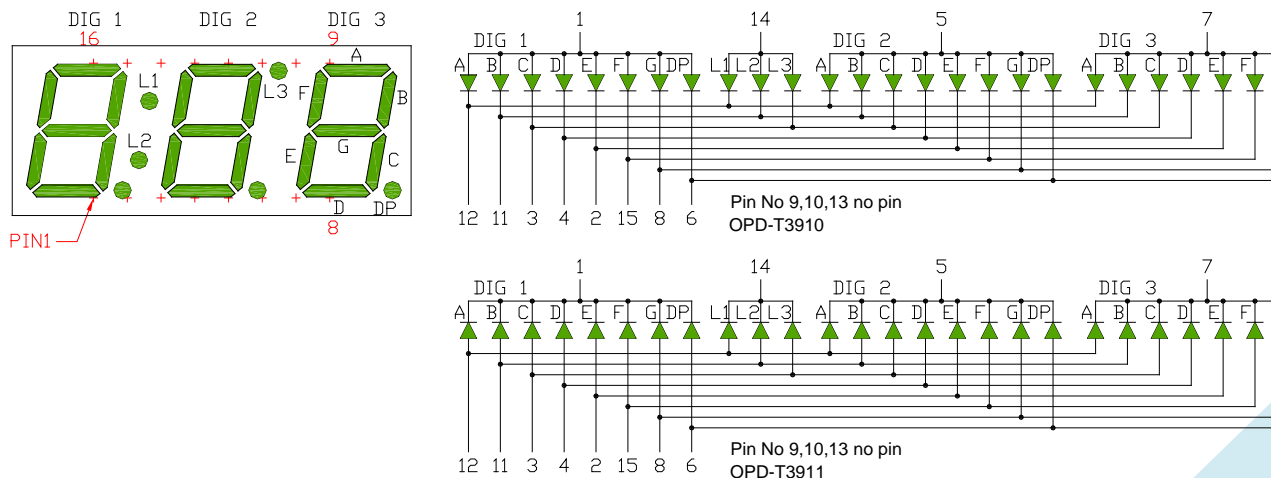 DIG 1 DIG 2 DIG 3
16 9
A
L1
L3 F B
L2
G
E C
D DP
PIN1 8
1 14 5 7
DIG 1 DIG 2 DIG 3
A B C D E F G DP L1 L2 L3 A B C D E F G DP A B C D E F
12 11 3 4 2 15 8 6
Pin No 9,10,13 no pin
OPD-T3910
1 14 5 7
DIG 1 DIG 2 DIG 3
A B C D E F G DP L1 L2 L3 A B C D E F G DP A B C D E F
12 11 3 4 2 15 8 6
Pin No 9,10,13 no pin
OPD-T3911